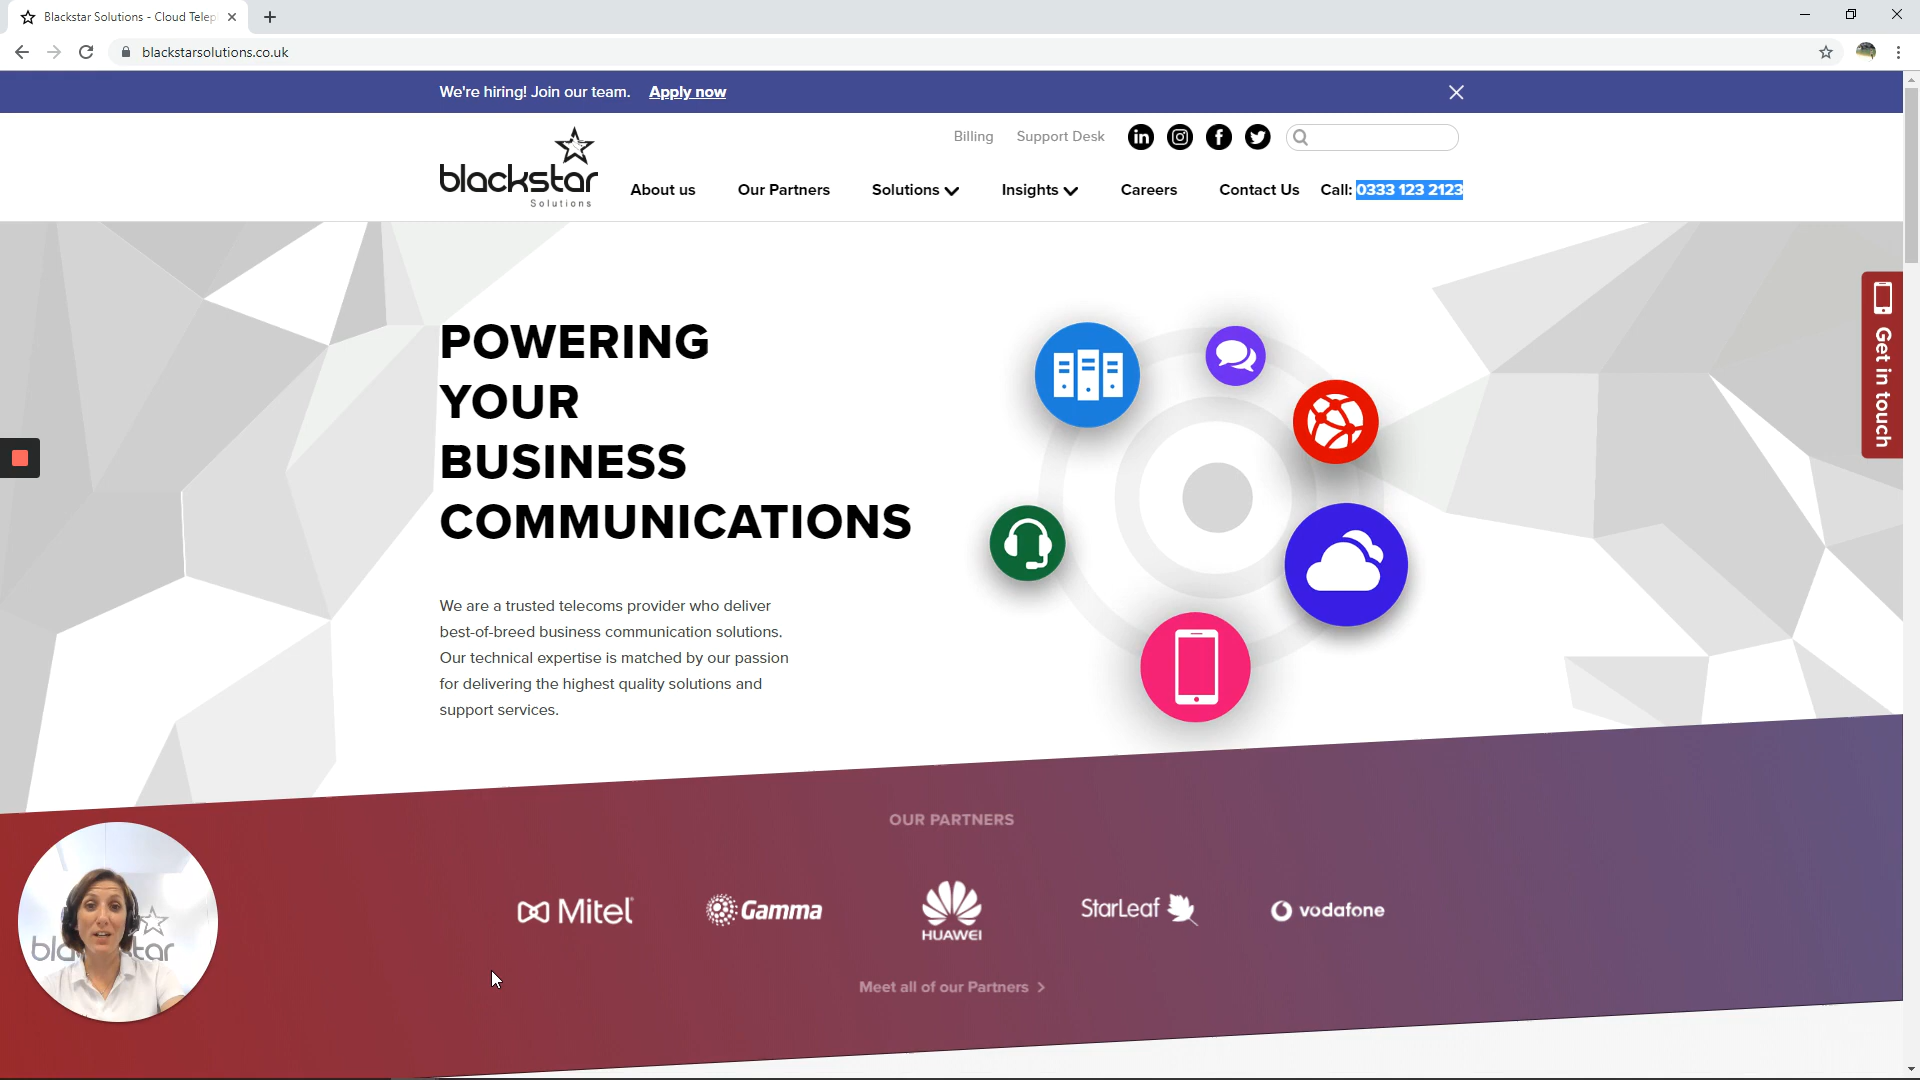 Blackstar Solutions - Cloud Telep
blackstarsolutions.co.uk
We're hiring! Join our team. Apply now
Billing Support Desk
blackstar
Solutions
About us Our Partners Solutions Insights Careers Contact Us Call: 0333 123 2123
POWERING
YOUR
BUSINESS
COMMUNICATIONS
Get in touch
We are a trusted telecoms provider who deliver
best-of-breed business communication solutions.
Our technical expertise is matched by our passion
for delivering the highest quality solutions and
support services.
OUR PARTNERS
Mitel Gamma HUAWEI StarLeaf vodafone
Meet all of our Partners